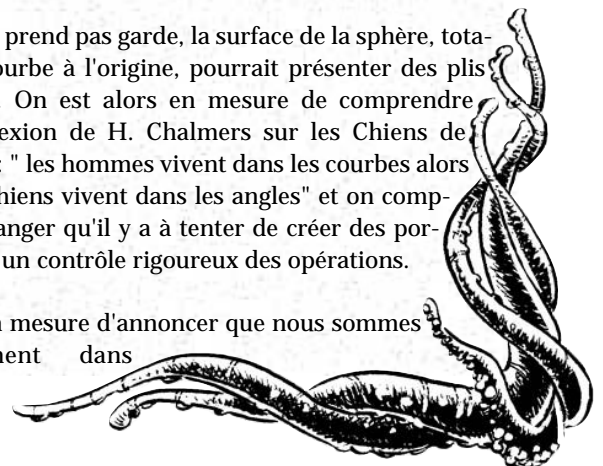 prend pas garde, la surface de la sphère, tota-
ourbe à l'origine, pourrait présenter des plis
. On est alors en mesure de comprendre
exion de H. Chalmers sur les Chiens de
: " les hommes vivent dans les courbes alors
hiens vivent dans les angles" et on comp-
anger qu'il y a à tenter de créer des por-
un contrôle rigoureux des opérations.
mesure d'annoncer que nous sommes
ent dans